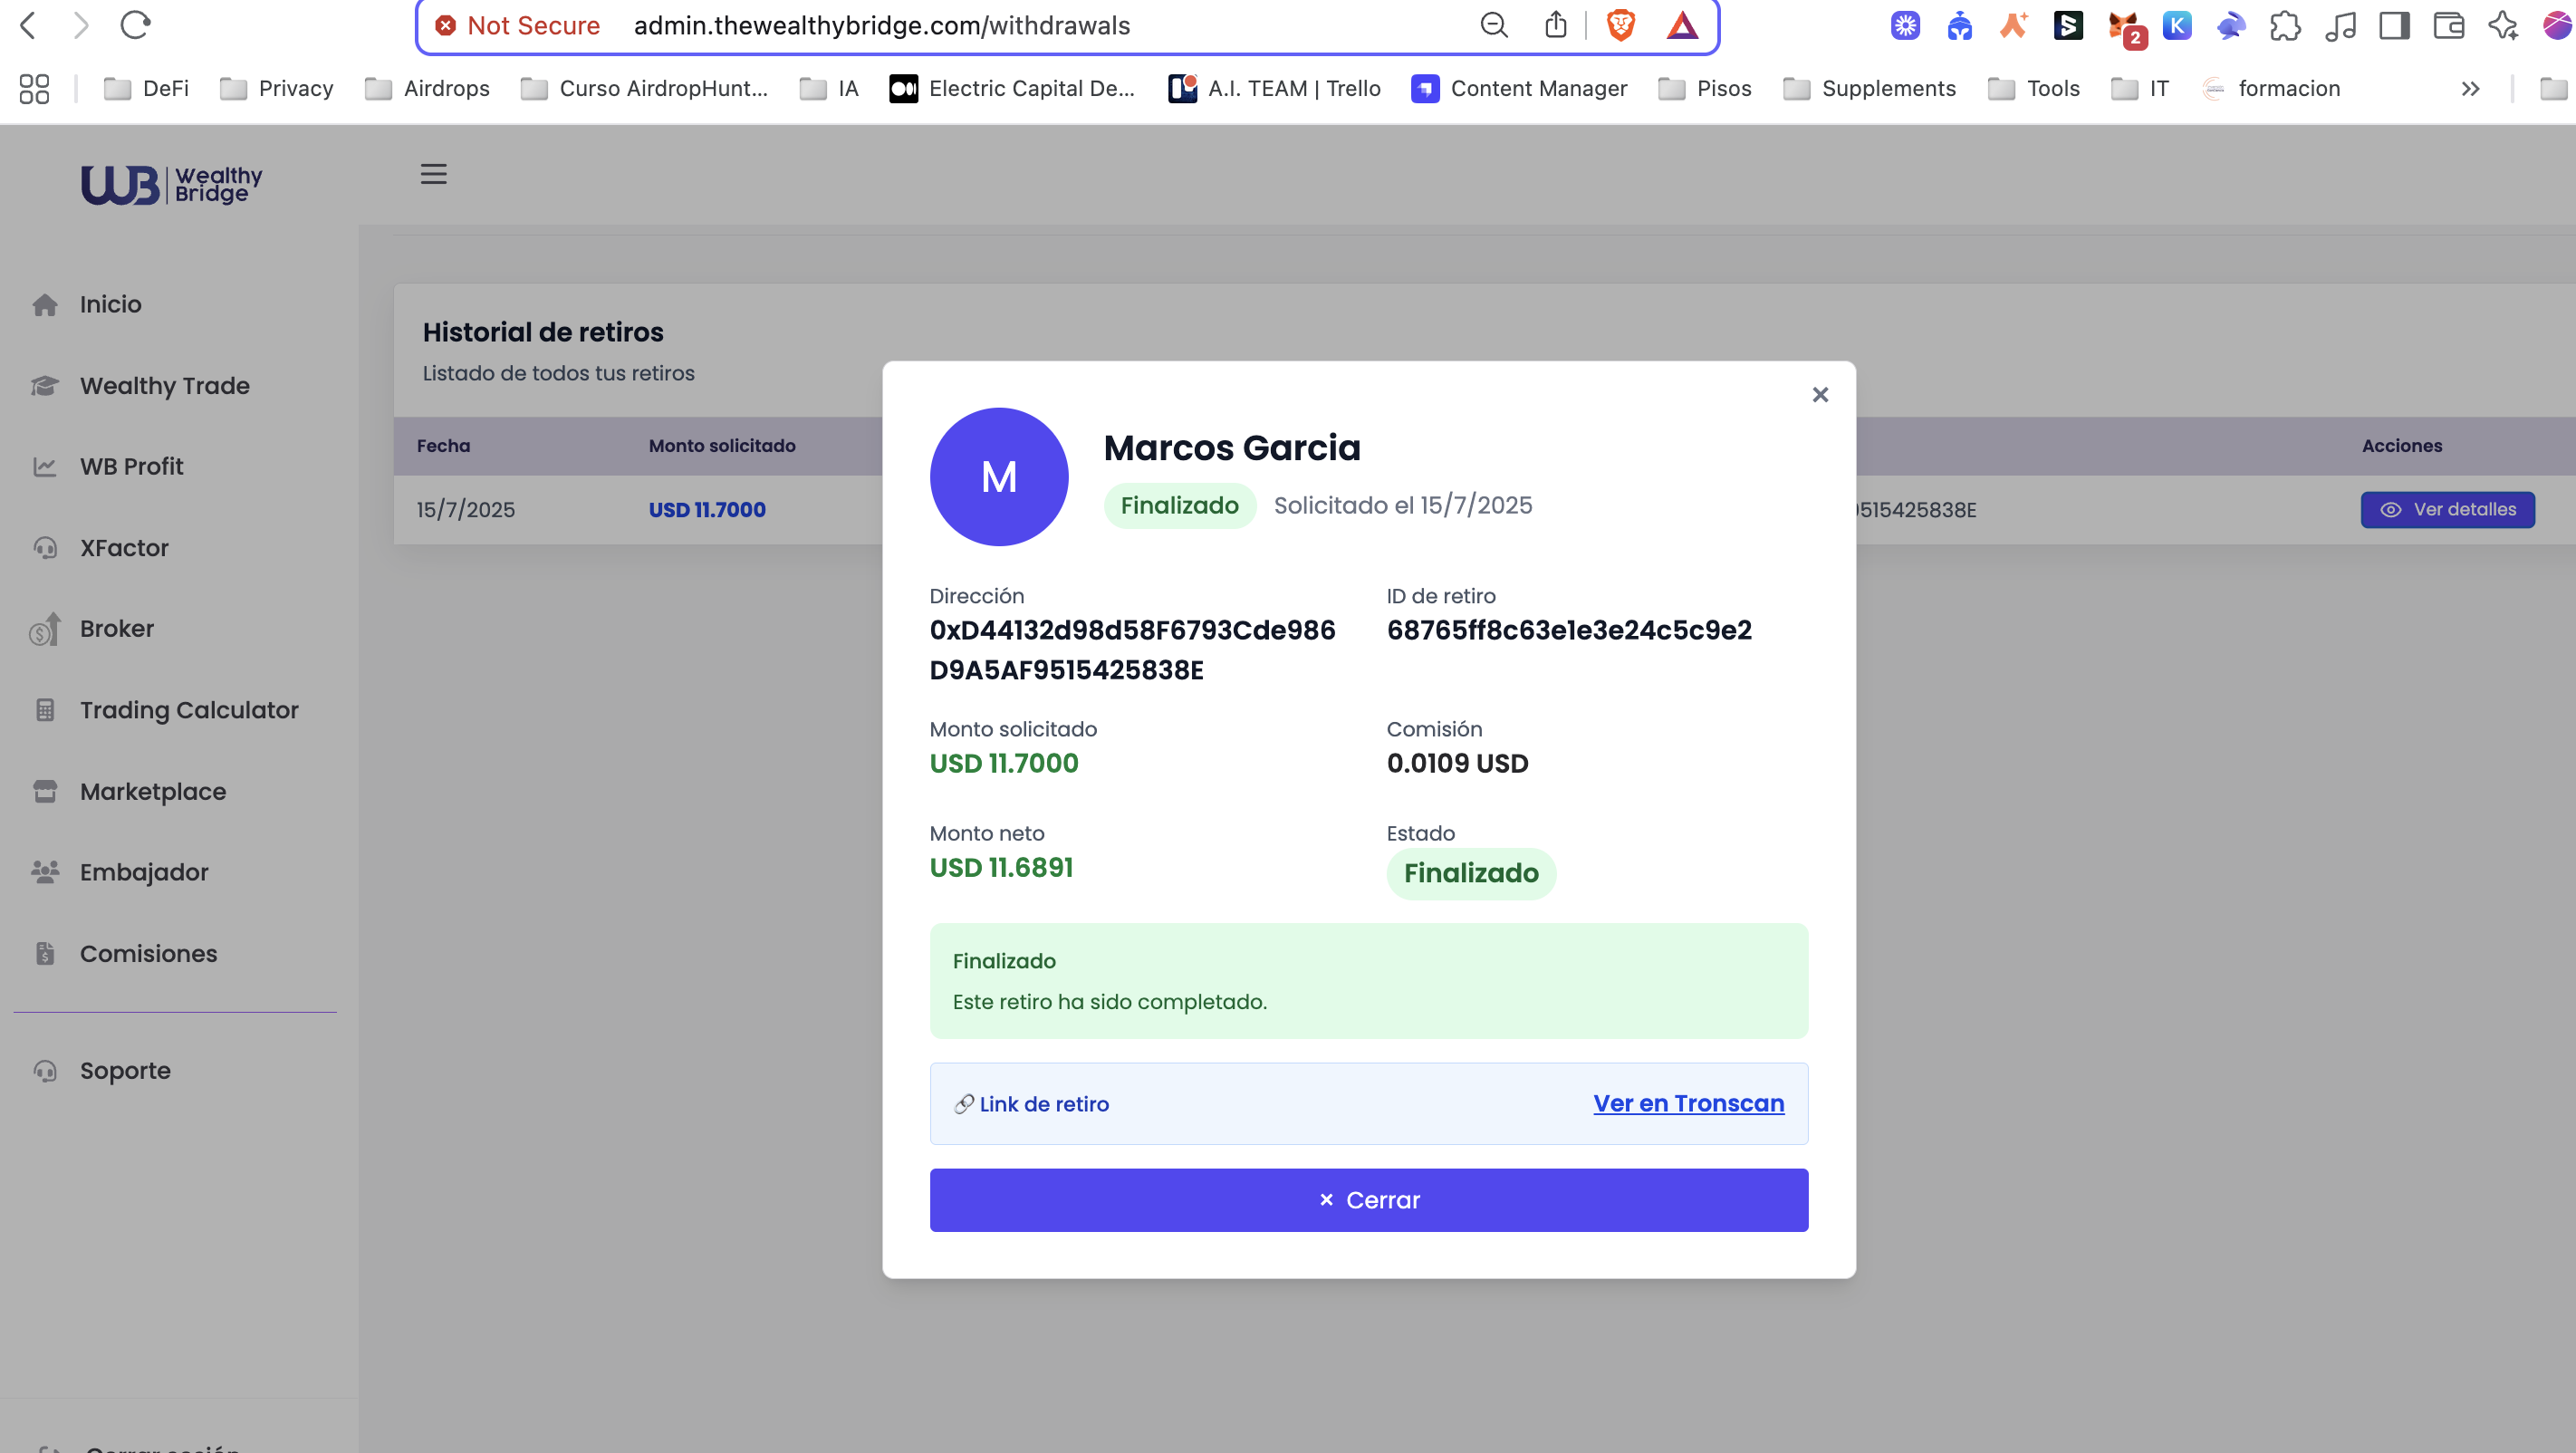 Not Secure admin.thewealthybridge.com/withdrawals
2
K
DeFi Privacy Airdrops Curso AirdropHunt... IA Electric Capital De... A.I. TEAM | Trello Content Manager Pisos Supplements Tools IT formacion
WB Wealthy
Bridge
Inicio
Wealthy Trade
WB Profit
XFactor
Broker
Trading Calculator
Marketplace
Embajador
Comisiones
Soporte
Historial de retiros
Listado de todos tus retiros
Fecha Monto solicitado Acciones
15/7/2025 USD 11.7000 9515425838E Ver detalles
M
Marcos Garcia
Finalizado Solicitado el 15/7/2025
Dirección
0xD44132d98d58F6793Cde986
D9A5AF9515425838E
ID de retiro
68765ff8c63e1e3e24c5c9e2
Monto solicitado
USD 11.7000
Comisión
0.0109 USD
Monto neto
USD 11.6891
Estado
Finalizado
Finalizado
Este retiro ha sido completado.
Link de retiro Ver en Tronscan
× Cerrar